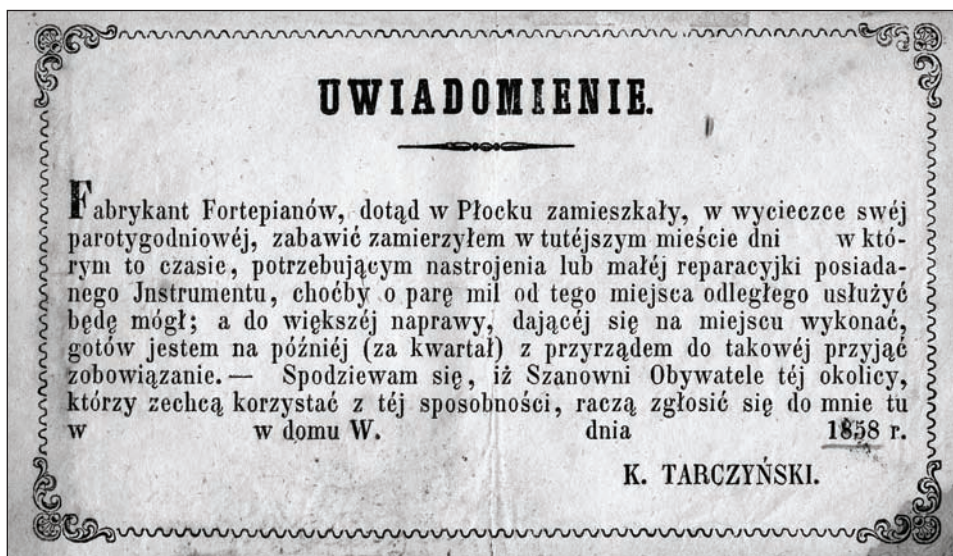 UWIADOMIENIE.
Fabrykant Fortepianów, dotąd w Płocku zamieszkały, w wycieczce swéj
parotygodniowéj, zabawić zamierzyłem w tutéjszym mieście dni w któ-
rym to czasie, potrzebującym nastrojenia lub małéj reparacyjki posiada-
nego Jnstrumentu, choćby o parę mil od tego miejsca odległego usłużyć
będę mógł; a do większéj naprawy, dającéj się na miejscu wykonać,
gotów jestem na późniéj (za kwartał) z przyrządem do takowéj przyjąć
zobowiązanie.— Spodziewam się, iż Szanowni Obywatele téj okolicy,
którzy zechcą korzystać z téj sposobności, raczą zgłosić się do mnie tu
w w domu W. dnia 1858 r.
K. TARCZYŃSKI.